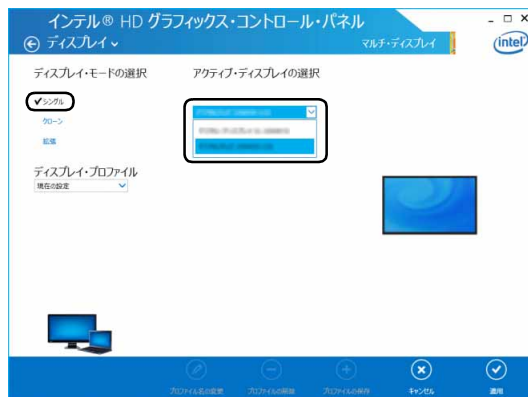 インテル® HD グラフィックス・コントロール・パネル
ディスプレイ
マルチ・ディスプレイ
intel
ディスプレイ・モードの選択
アクティブ・ディスプレイの選択
✓シングル
クローン
拡張
ディスプレイ・プロファイル
現在の設定
プロファイル名の変更
プロファイルの削除
プロファイルの保存
キャンセル
適用